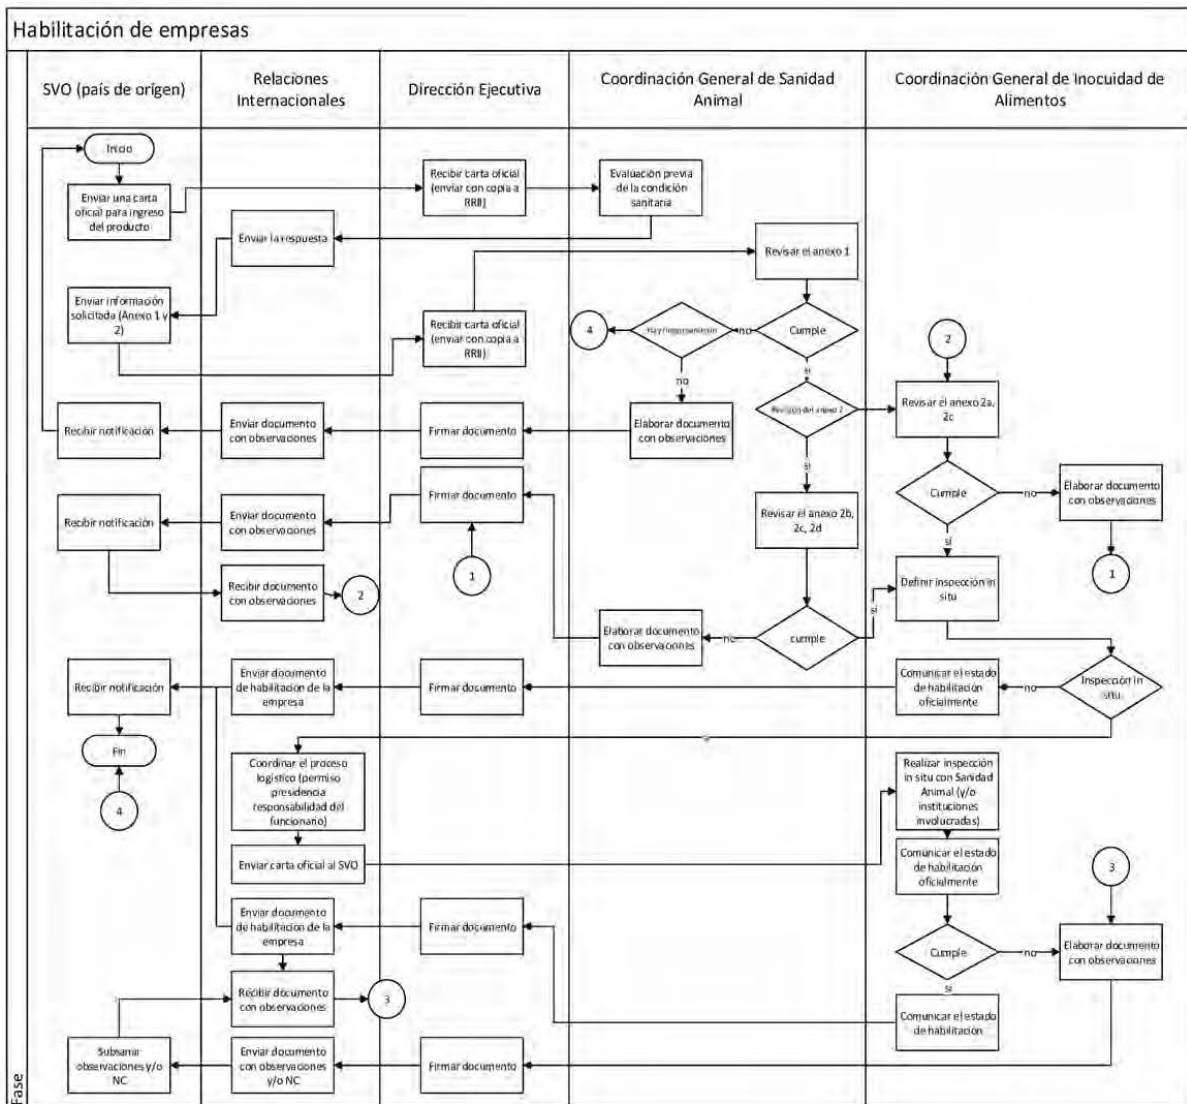 Habilitación de empresas
SVO (país de orígen)
Relaciones
Internacionales
Dirección Ejecutiva
Coordinación General de Sanidad
Animal
Coordinación General de Inocuidad de
Alimentos
Inicio
Enviar una carta
oficial para ingreso
del producto
Recibir carta oficial
(enviar con copia a
RRII)
Evaluación previa
de la condición
sanitaria
Enviar la respuesta
Revisar el anexo 1
Enviar información
solicitada (Anexo 1 y
2)
Recibir carta oficial
(enviar con copia a
RRII)
4
no
Cumple
2
si
no
Revisión del anexo 2
Revisar el anexo 2a,
2c
Recibir notificación
Enviar documento
con observaciones
Firmar documento
Elaborar documento
con observaciones
si
Cumple
no
Elaborar documento
con observaciones
Recibir notificación
Enviar documento
con observaciones
Firmar documento
Revisar el anexo 2b,
2c, 2d
si
1
1
Recibir documento
con observaciones
2
Definir inspección in
situ
si
Elaborar documento
con observaciones
no
cumple
Recibir notificación
Enviar documento
de habilitación de la
empresa
Firmar documento
Comunicar el estado
de habilitación
oficialmente
no
Inspección in
situ
Fin
4
Coordinar el proceso
logístico (permiso
presidencia
responsabilidad del
funcionario)
Realizar inspección
in situ con Sanidad
Animal (y/o
instituciones
involucradas)
Enviar carta oficial al SVO
Comunicar el estado
de habilitación
oficialmente
3
Enviar documento
de habilitación de la
empresa
Firmar documento
Cumple
no
Elaborar documento
con observaciones
si
Recibir documento
con observaciones
3
Comunicar el estado
de habilitación
Subsanar
observaciones y/o
NC
Enviar documento
con observaciones
y/o NC
Firmar documento
Fase